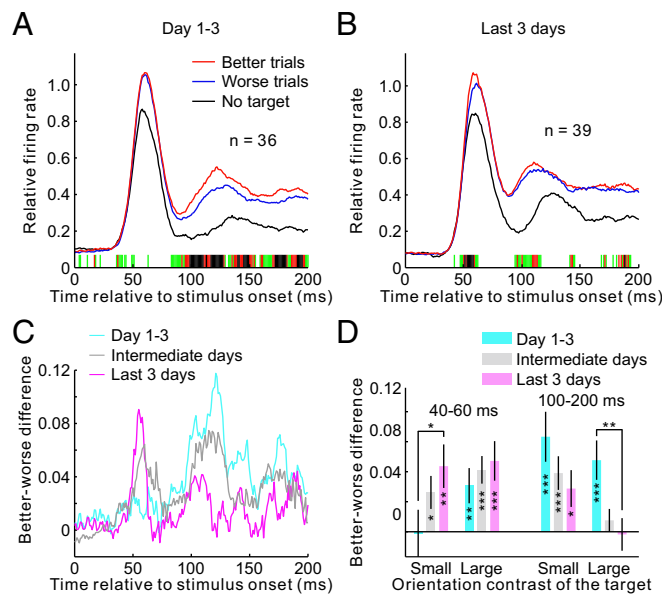 A
Day 1-3
Relative firing rate
1.0
0.8
0.6
0.4
0.2
0
Better trials
Worse trials
No target
n = 36
0 50 100 150 200
Time relative to stimulus onset (ms)
B
Last 3 days
Relative firing rate
1.0
0.8
0.6
0.4
0.2
0
n = 39
0 50 100 150 200
Time relative to stimulus onset (ms)
C
Day 1-3
Intermediate days
Last 3 days
Better-worse difference
0.12
0.08
0.04
0
0 50 100 150 200
Time relative to stimulus onset (ms)
D
Day 1-3
Intermediate days
Last 3 days
Better-worse difference
0.12
0.08
0.04
0
40-60 ms
100-200 ms
* **
* ** ** *** *** *** *** * ***
Small Large Small Large
Orientation contrast of the target